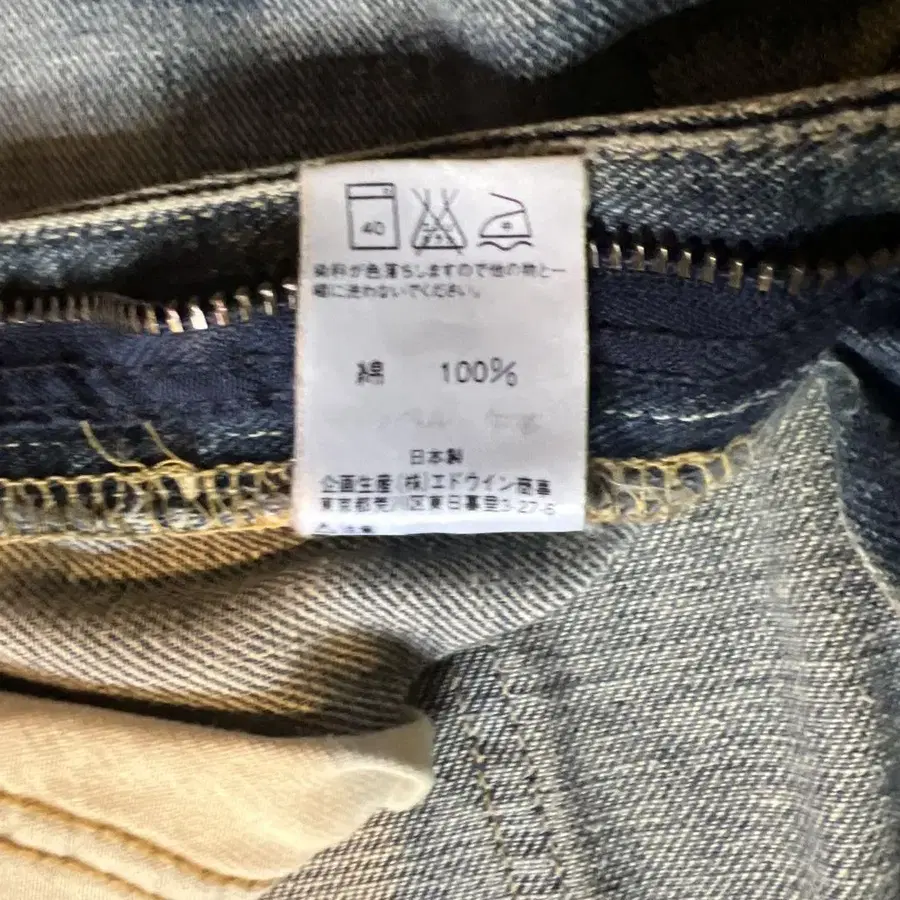 40
染料が色落ちしますので他の物と一
緒に洗わないでください。
綿 100%
日本製
企画生産(株)エドウイン商事
東京都荒川区東日暮里3-27-6